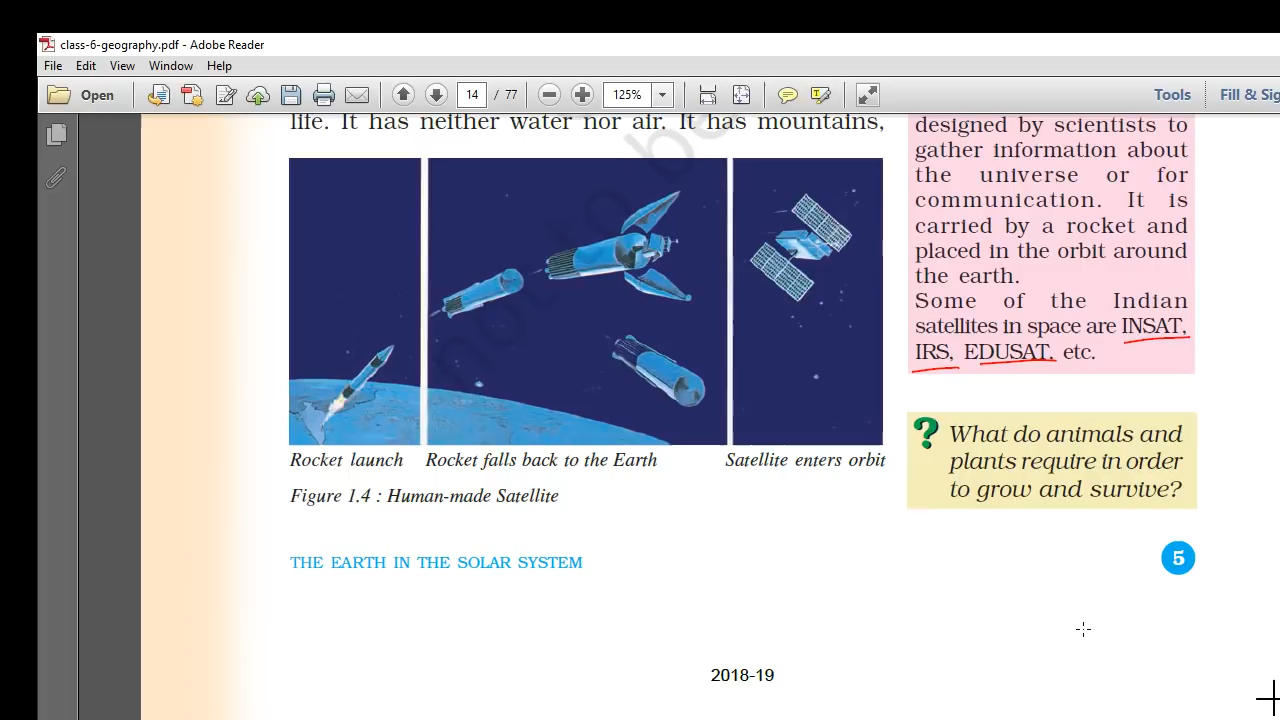 class-6-geography.pdf - Adobe Reader
File Edit View Window Help
Open 14 / 77 125% Tools Fill & Sig
life. It has neither water nor air. It has mountains,
not to be
Rocket launch Rocket falls back to the Earth Satellite enters orbit
Figure 1.4 : Human-made Satellite
designed by scientists to
gather information about
the universe or for
communication. It is
carried by a rocket and
placed in the orbit around
the earth.
Some of the Indian
satellites in space are INSAT,
IRS, EDUSAT, etc.
? What do animals and
plants require in order
to grow and survive?
THE EARTH IN THE SOLAR SYSTEM
5
2018-19